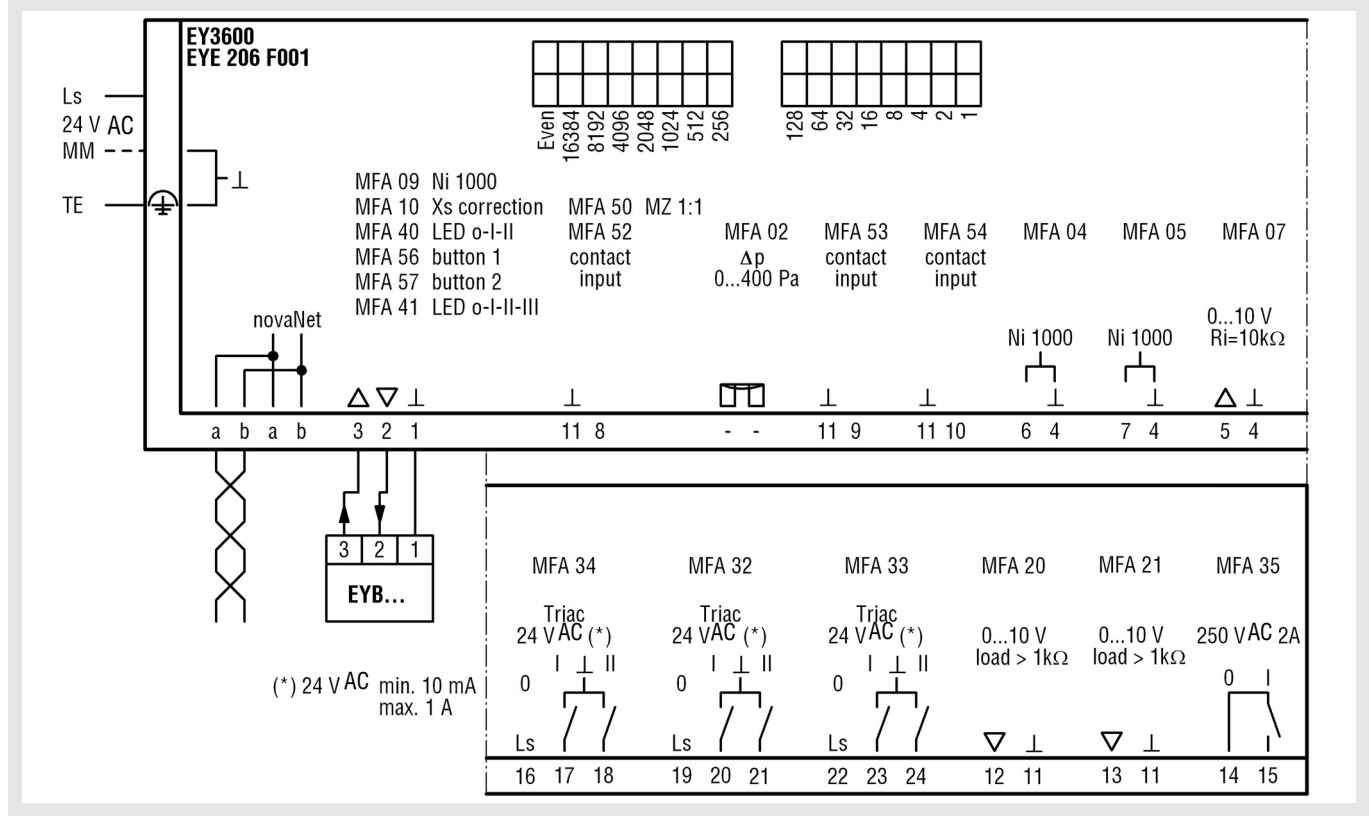 EY3600
EYE 206 F001
Ls
24 V AC
MM
TE
⊥
Even 16384 8192 4096 2048 1024 512 256
128 64 32 16 8 4 2 1
MFA 09 Ni 1000
MFA 10 Xs correction
MFA 40 LED o-I-II
MFA 56 button 1
MFA 57 button 2
MFA 41 LED o-I-II-III
MFA 50 MZ 1:1
MFA 52
contact
input
MFA 02
Δp
0...400 Pa
MFA 53
contact
input
MFA 54
contact
input
MFA 04
Ni 1000
MFA 05
Ni 1000
MFA 07
0...10 V
Ri=10kΩ
novaNet
⊥ ⊥ ⊥ ⊥ ⊥ ⊥ ⊥
a b a b 3 2 1 11 8 - - 11 9 11 10 6 4 7 4 5 4
3 2 1
EYB...
(*) 24 V AC min. 10 mA
max. 1 A
MFA 34
Triac
24 V AC (*)
I ⊥ II
0
Ls
MFA 32
Triac
24 V AC (*)
I ⊥ II
0
Ls
MFA 33
Triac
24 V AC (*)
I ⊥ II
0
Ls
MFA 20
0...10 V
load > 1kΩ
⊥
MFA 21
0...10 V
load > 1kΩ
⊥
MFA 35
250 V AC 2A
0 I
16 17 18 19 20 21 22 23 24 12 11 13 11 14 15